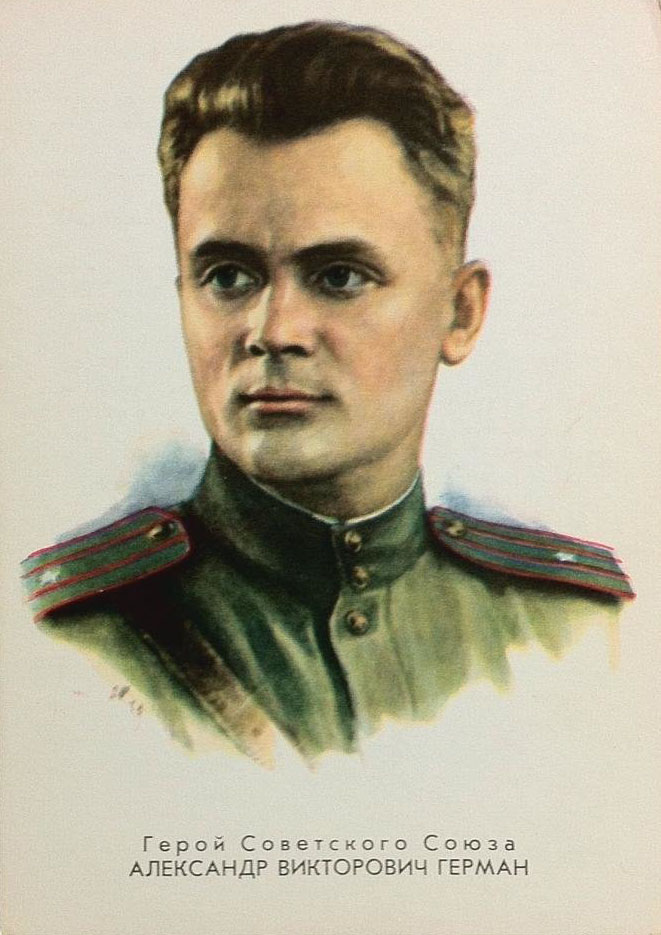 Герой Советского Союза
АЛЕКСАНДР ВИКТОРОВИЧ ГЕРМАН